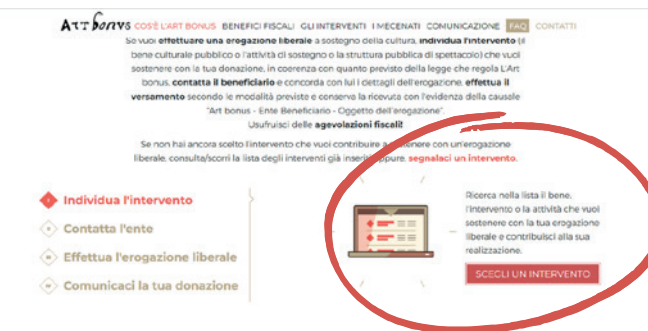 ART bonus COS'È L'ART BONUS BENEFICI FISCALI GLI INTERVENTI I MECENATI COMUNICAZIONE FAQ CONTATTI
Se vuoi effettuare una erogazione liberale a sostegno della cultura, individua l'intervento (il
bene culturale pubblico o l'attività di sostegno o la struttura pubblica di spettacolo) che vuoi
sostenere con la tua donazione, in coerenza con quanto previsto della legge che regola L'Art
bonus, contatta il beneficiario e concorda con lui i dettagli dell'erogazione, effettua il
versamento secondo le modalità previste e conserva la ricevuta con l'evidenza della causale
"Art bonus - Ente Beneficiario - Oggetto dell'erogazione".
Usufruisci delle agevolazioni fiscali!
Se non hai ancora scelto l'intervento che vuoi contribuire a sostenere con un'erogazione
liberale, consulta/scorri la lista degli interventi già inseriti oppure, segnalaci un intervento.
Individua l'intervento
Contatta l'ente
Effettua l'erogazione liberale
Comunicaci la tua donazione
Ricerca nella lista il bene,
l'intervento o la attività che vuoi
sostenere con la tua erogazione
liberale e contribuisci alla sua
realizzazione.
SCEGLI UN INTERVENTO